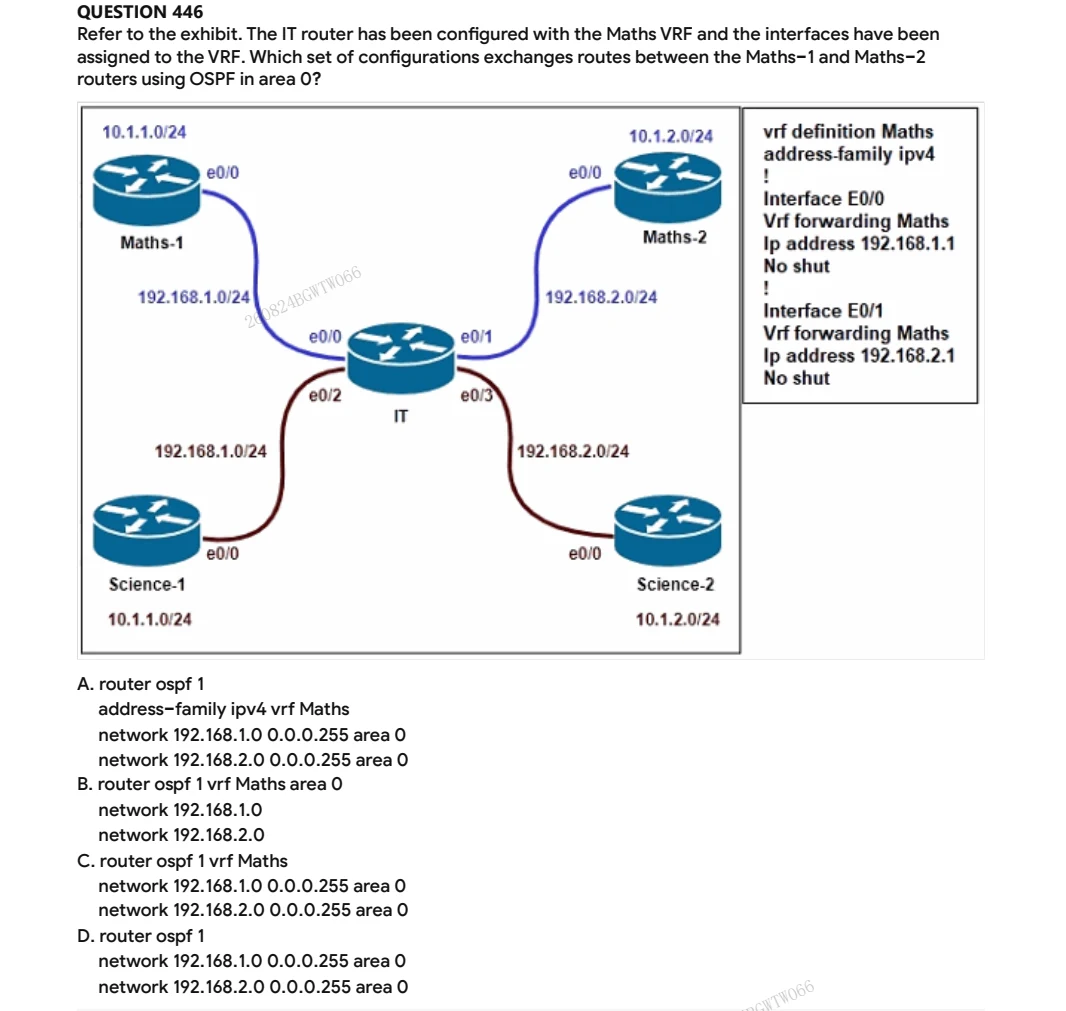 QUESTION 446
Refer to the exhibit. The IT router has been configured with the Maths VRF and the interfaces have been
assigned to the VRF. Which set of configurations exchanges routes between the Maths-1 and Maths-2
routers using OSPF in area 0?
10.1.1.0/24
10.1.2.0/24
e0/0
e0/0
Maths-1
Maths-2
192.168.1.0/24
192.168.2.0/24
e0/0
e0/1
e0/2
e0/3
IT
192.168.1.0/24
192.168.2.0/24
e0/0
e0/0
Science-1
Science-2
10.1.1.0/24
10.1.2.0/24
vrf definition Maths
address-family ipv4
!
Interface E0/0
Vrf forwarding Maths
Ip address 192.168.1.1
No shut
!
Interface E0/1
Vrf forwarding Maths
Ip address 192.168.2.1
No shut
A. router ospf 1
address-family ipv4 vrf Maths
network 192.168.1.0 0.0.0.255 area 0
network 192.168.2.0 0.0.0.255 area 0
B. router ospf 1 vrf Maths area 0
network 192.168.1.0
network 192.168.2.0
C. router ospf 1 vrf Maths
network 192.168.1.0 0.0.0.255 area 0
network 192.168.2.0 0.0.0.255 area 0
D. router ospf 1
network 192.168.1.0 0.0.0.255 area 0
network 192.168.2.0 0.0.0.255 area 0